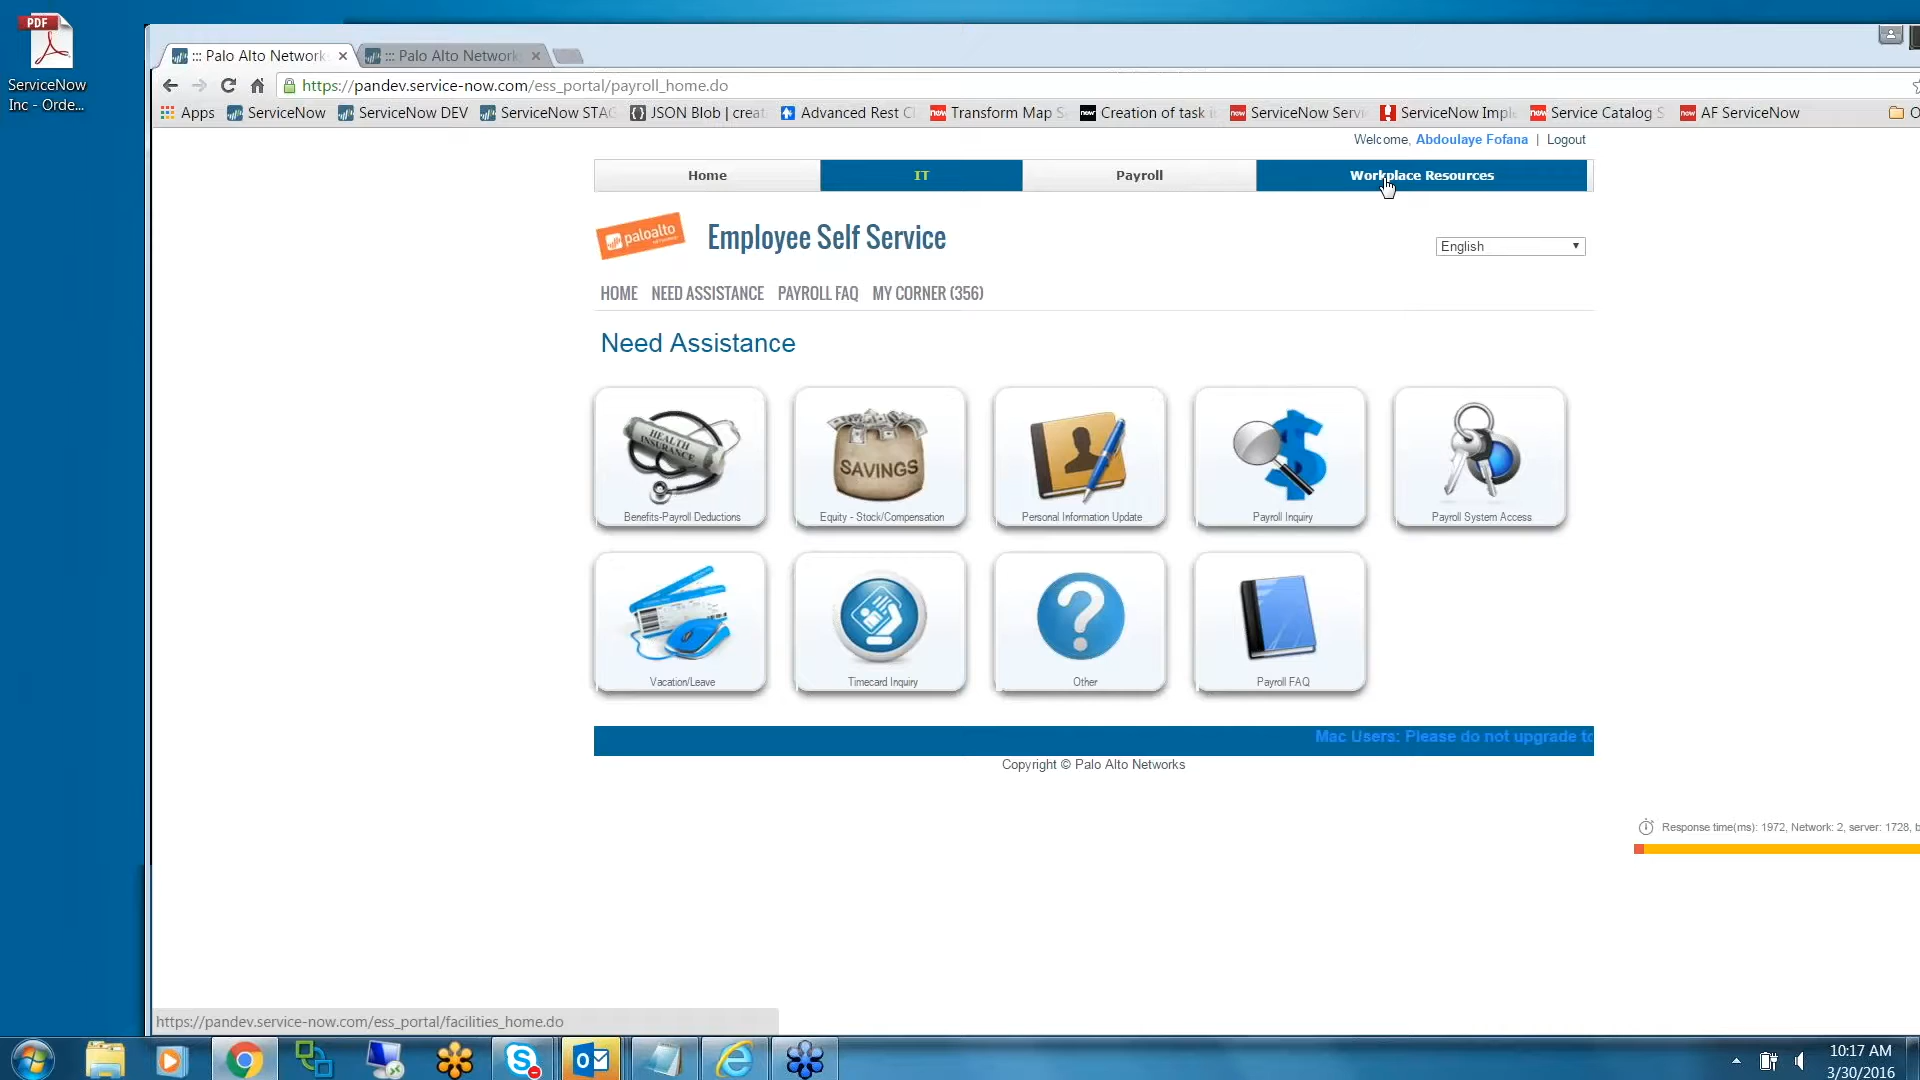 PDF
ServiceNow
Inc - Orde...
::: Palo Alto Network
::: Palo Alto Network
https://pandev.service-now.com/ess_portal/payroll_home.do
Apps ServiceNow ServiceNow DEV ServiceNow STAG JSON Blob | creat Advanced Rest Cl Transform Map S Creation of task i ServiceNow Servi ServiceNow Imple Service Catalog S AF ServiceNow
Welcome, Abdoulaye Fofana | Logout
Home IT Payroll Workplace Resources
paloalto Employee Self Service
English
HOME NEED ASSISTANCE PAYROLL FAQ MY CORNER (356)
Need Assistance
HEALTH INSURANCE
SAVINGS
Benefits-Payroll Deductions Equity - Stock/Compensation Personal Information Update Payroll Inquiry Payroll System Access
Vacation/Leave Timecard Inquiry Other Payroll FAQ
Mac Users: Please do not upgrade to
Copyright © Palo Alto Networks
Response time(ms): 1972, Network: 2, server: 1728, b
https://pandev.service-now.com/ess_portal/facilities_home.do
10:17 AM
3/30/2016